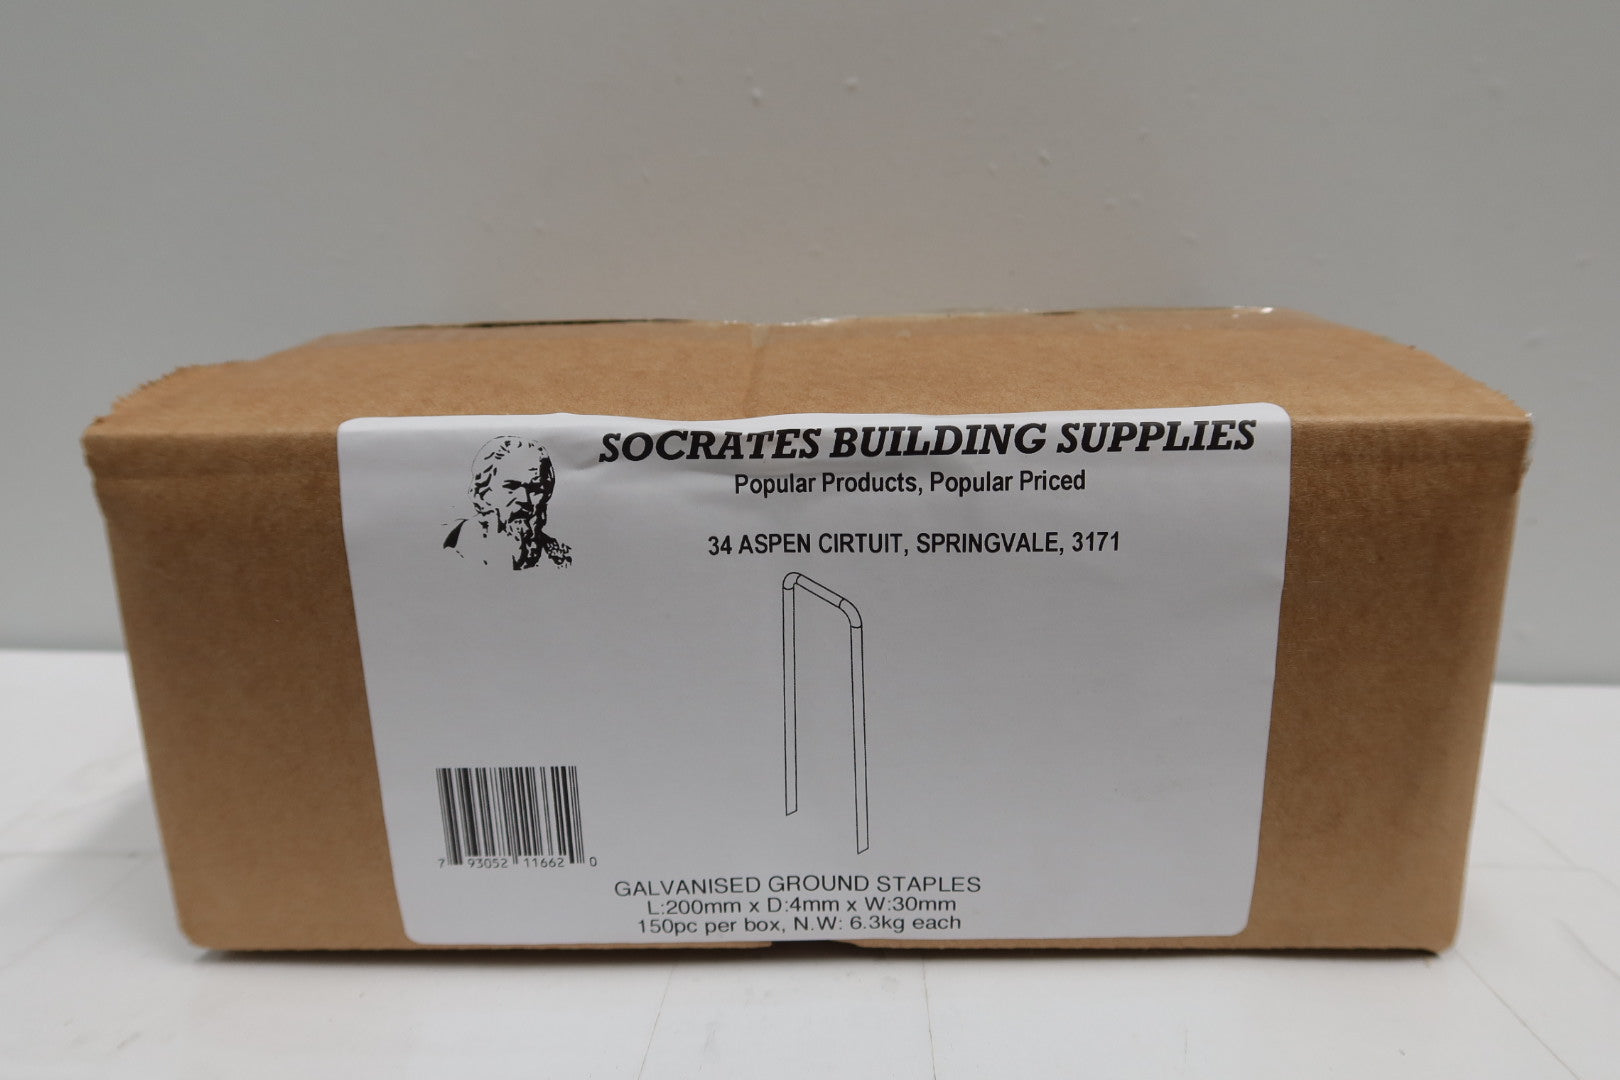 SOCRATES BUILDING SUPPLIES
Popular Products, Popular Priced
34 ASPEN CIRTUIT, SPRINGVALE, 3171
7 93052 11662 0
GALVANISED GROUND STAPLES
L:200mm x D:4mm x W:30mm
150pc per box, N.W: 6.3kg each